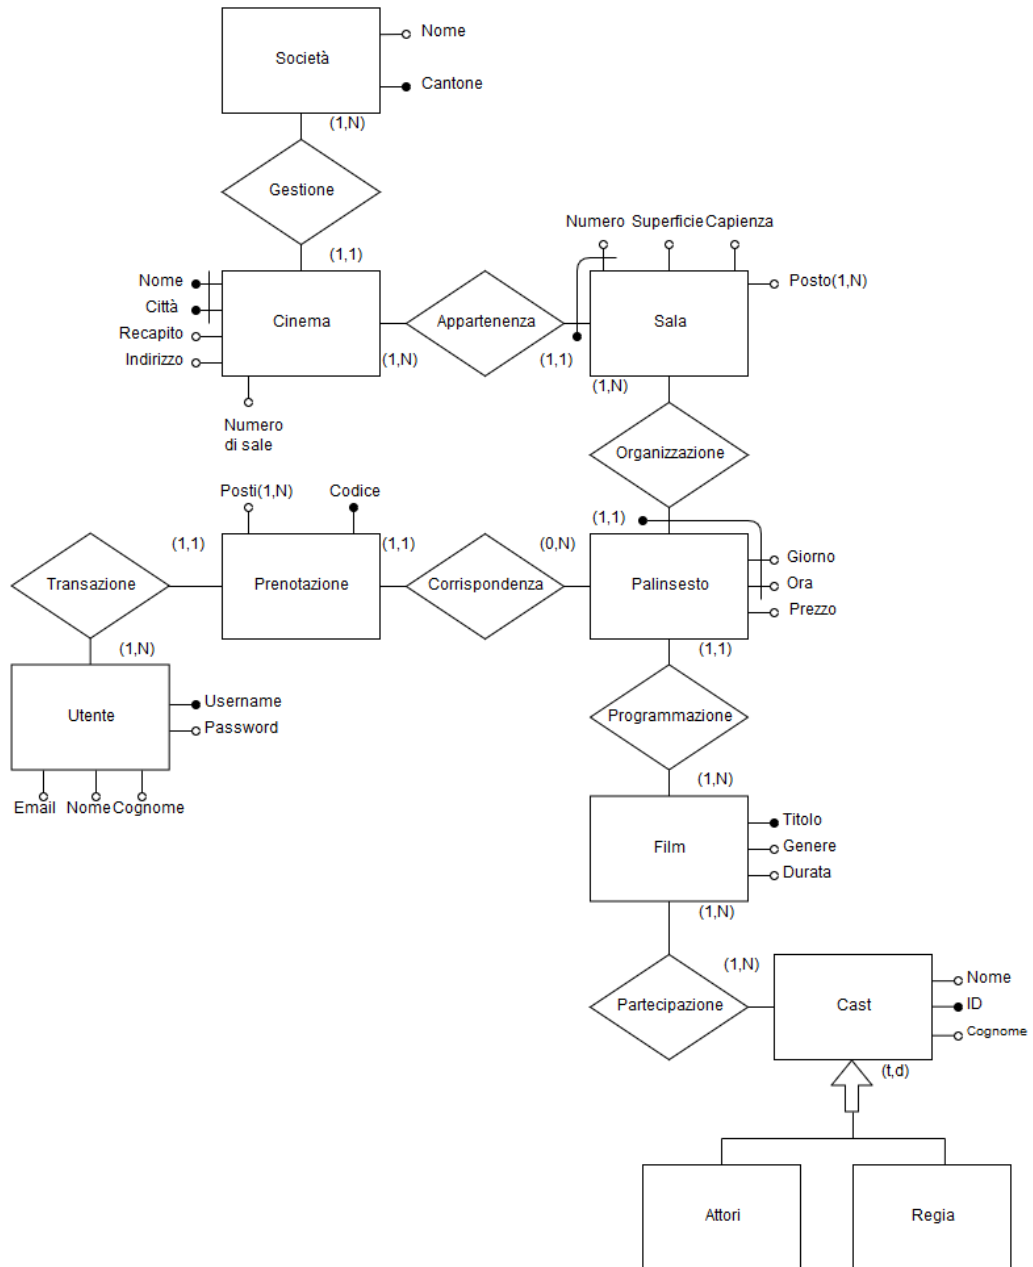 Nome
Società
Cantone
(1,N)
Gestione
(1,1)
Numero Superficie Capienza
Nome
Città
Recapito
Indirizzo
Cinema
Appartenenza
Sala
Posto(1,N)
(1,N)
(1,1)
(1,N)
Numero
di sale
Organizzazione
Posti(1,N)
Codice
(1,1)
(1,1)
(1,1)
(0,N)
Giorno
Ora
Prezzo
Transazione
Prenotazione
Corrispondenza
Palinsesto
(1,N)
(1,1)
Utente
Username
Password
Programmazione
Email Nome Cognome
(1,N)
Film
Titolo
Genere
Durata
(1,N)
(1,N)
Partecipazione
Cast
Nome
ID
Cognome
(t,d)
Attori
Regia